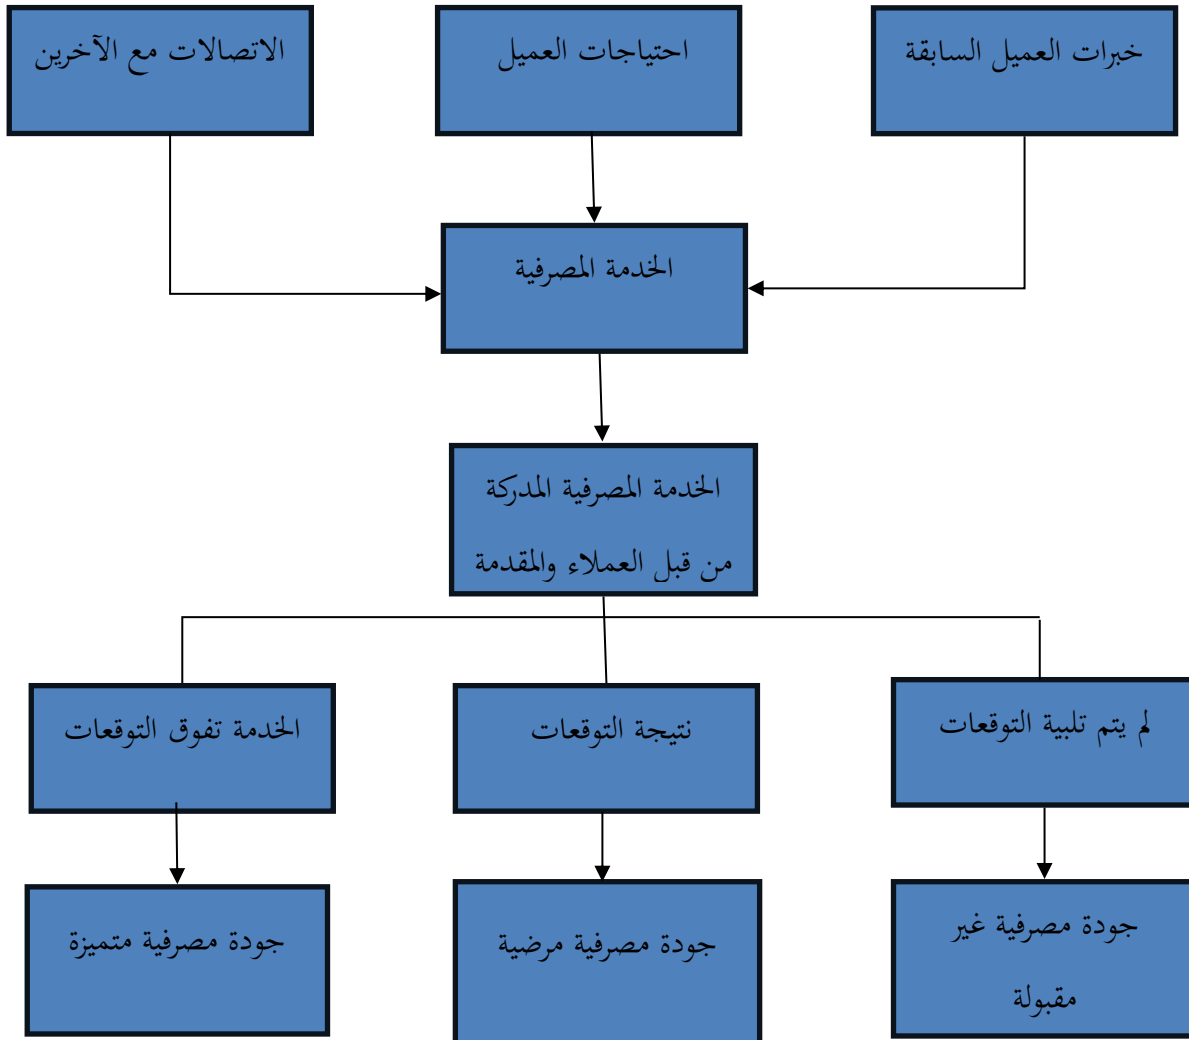 خبرات العميل السابقة
احتياجات العميل
الاتصالات مع الآخرين
الخدمة المصرفية
الخدمة المصرفية المدركة
من قبل العملاء والمقدمة
لم يتم تلبية التوقعات
نتيجة التوقعات
الخدمة تفوق التوقعات
جودة مصرفية غير
مقبولة
جودة مصرفية مرضية
جودة مصرفية متميزة